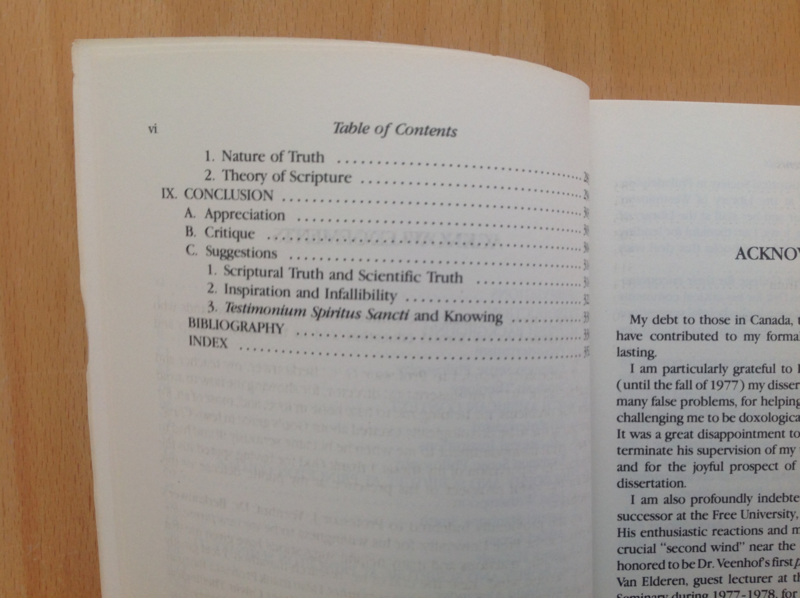 vi
Table of Contents
1. Nature of Truth
2. Theory of Scripture
IX. CONCLUSION
A. Appreciation
B. Critique
C. Suggestions
1. Scriptural Truth and Scientific Truth
2. Inspiration and Infallibility
3. Testimonium Spiritus Sancti and Knowing
BIBLIOGRAPHY
INDEX
ACKNOW
My debt to those in Canada,
have contributed to my forma
lasting.
I am particularly grateful to
(until the fall of 1977) my disser
many false problems, for helping
challenging me to be doxological
It was a great disappointment to
terminate his supervision of my
and for the joyful prospect of
dissertation.
I am also profoundly indebte
successor at the Free University,
His enthusiastic reactions and m
crucial "second wind" near the
honored to be Dr. Veenhof's first
Van Elderen, guest lecturer at th
Seminary during 1977-1978, for